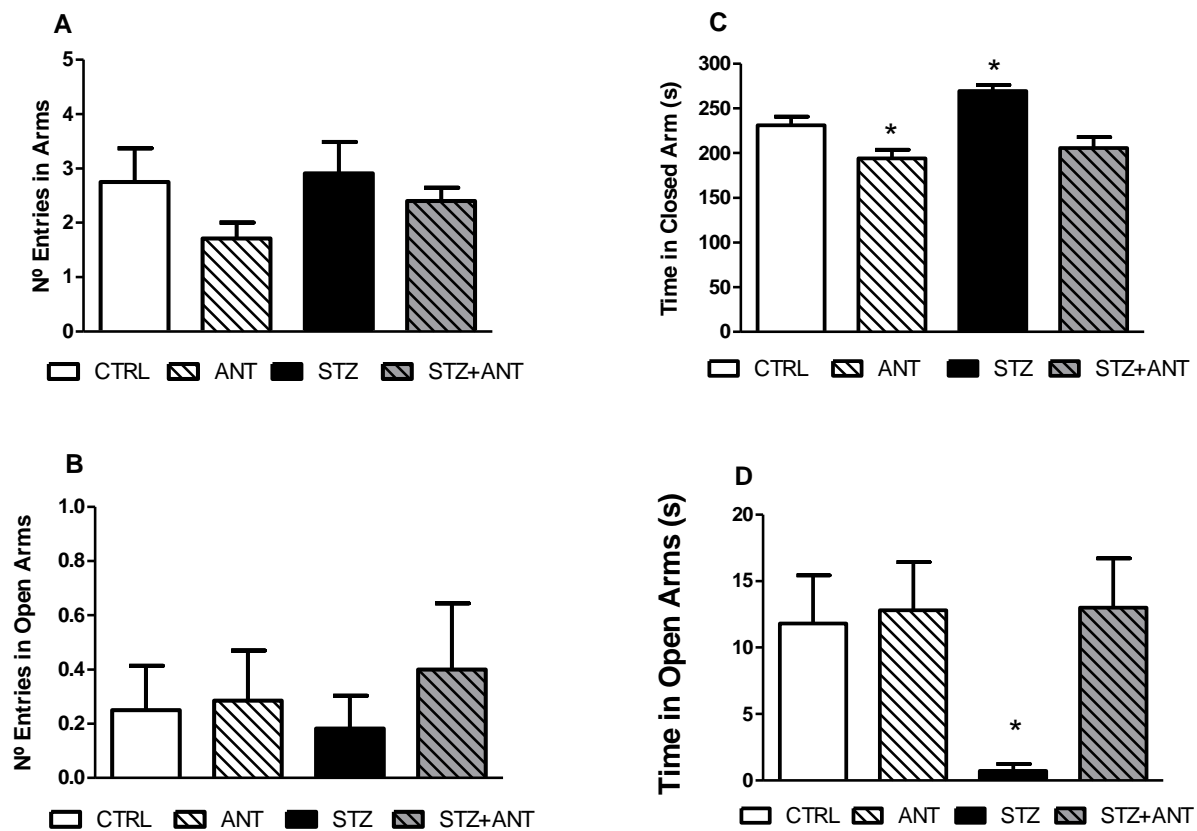 A
Nº Entries in Arms
5
4
3
2
1
0
CTRL ANT STZ STZ+ANT
C
Time in Closed Arm (s)
300
250
200
150
100
50
0
*
*
CTRL ANT STZ STZ+ANT
B
Nº Entries in Open Arms
1.0
0.8
0.6
0.4
0.2
0.0
CTRL ANT STZ STZ+ANT
D
Time in Open Arms (s)
20
15
10
5
0
*
CTRL ANT STZ STZ+ANT